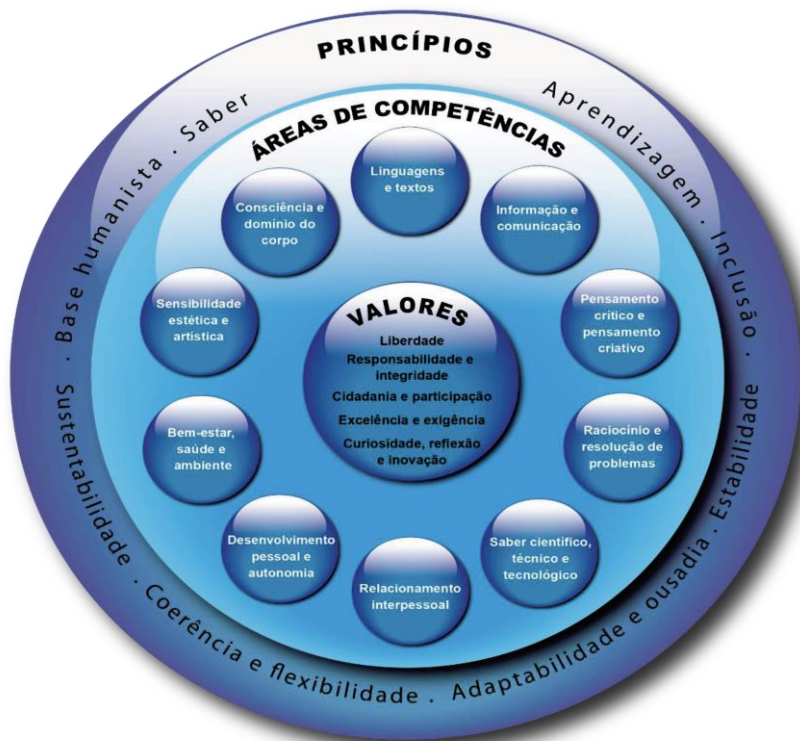 PRINCÍPIOS
. Base humanista . Saber
Aprendizagem . Inclusão .
Sustentabilidade . Coerência e flexibilidade . Adaptabilidade e ousadia . Estabilidade
ÁREAS DE COMPETÊNCIAS
Linguagens
e textos
Informação e
comunicação
Pensamento
crítico e
pensamento
criativo
Raciocínio e
resolução de
problemas
Saber científico,
técnico e
tecnológico
Relacionamento
interpessoal
Desenvolvimento
pessoal e
autonomia
Bem-estar,
saúde e
ambiente
Sensibilidade
estética e
artística
Consciência e
domínio do
corpo
VALORES
Liberdade
Responsabilidade e
integridade
Cidadania e participação
Excelência e exigência
Curiosidade, reflexão
e inovação